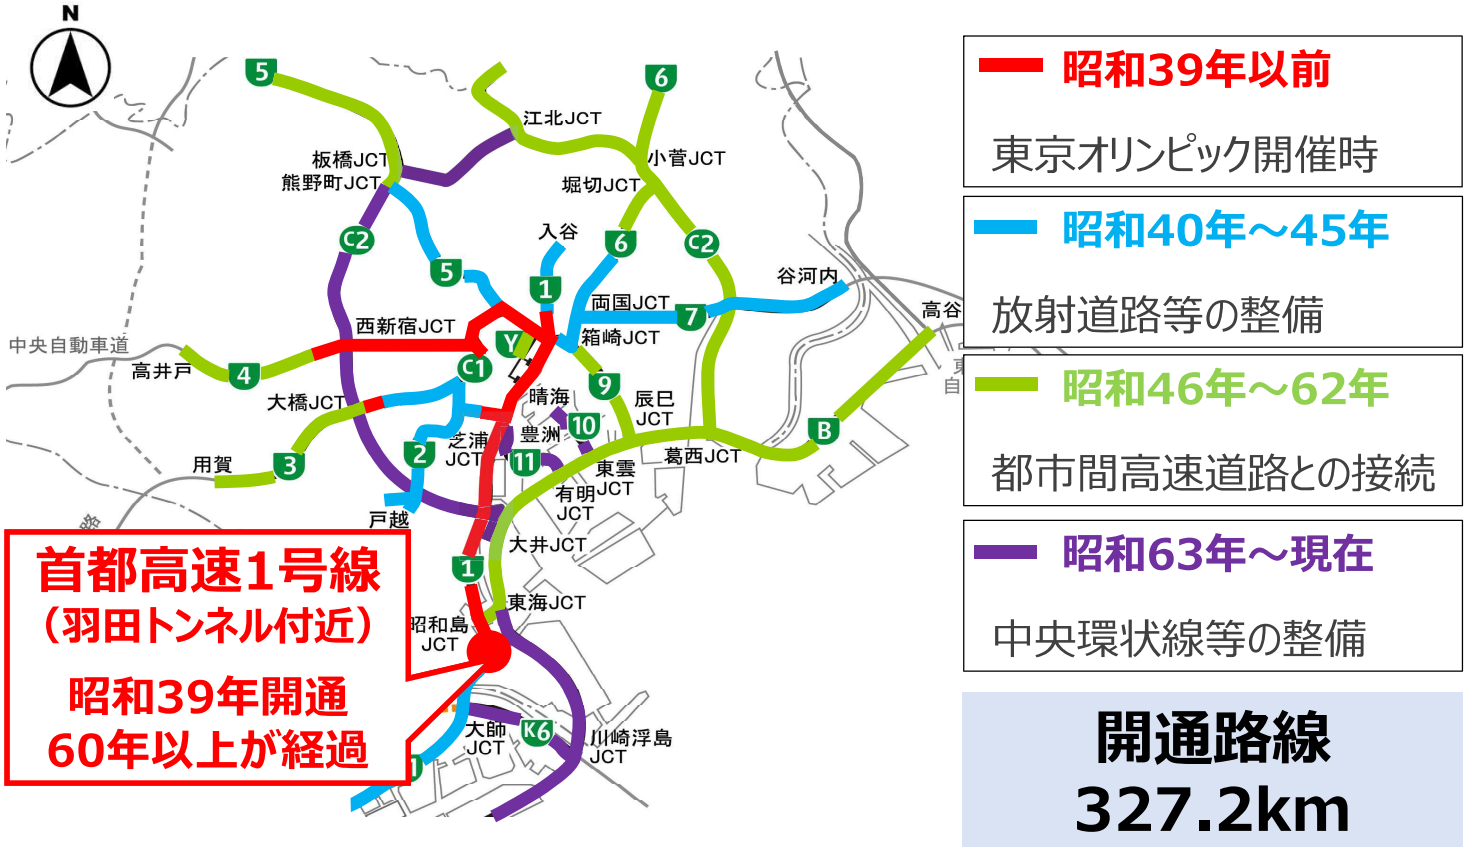 N
5
6
江北JCT
板橋JCT
小菅JCT
熊野町JCT
堀切JCT
C2
入谷
6
C2
5
1
谷河内
両国JCT
7
高谷
西新宿JCT
箱崎JCT
Y
中央自動車道
高井戸
4
C1
9
大橋JCT
晴海
辰巳
JCT
10
B
芝浦
JCT
豊洲
2
11
葛西JCT
用賀
3
東雲
JCT
有明
JCT
戸越
路
大井JCT
1
東海JCT
昭和島
JCT
大師
JCT
K6
川崎浮島
JCT
1
首都高速1号線
（羽田トンネル付近）
昭和39年開通
60年以上が経過
昭和39年以前
東京オリンピック開催時
昭和40年～45年
放射道路等の整備
東
自
昭和46年～62年
都市間高速道路との接続
昭和63年～現在
中央環状線等の整備
開通路線
327.2km